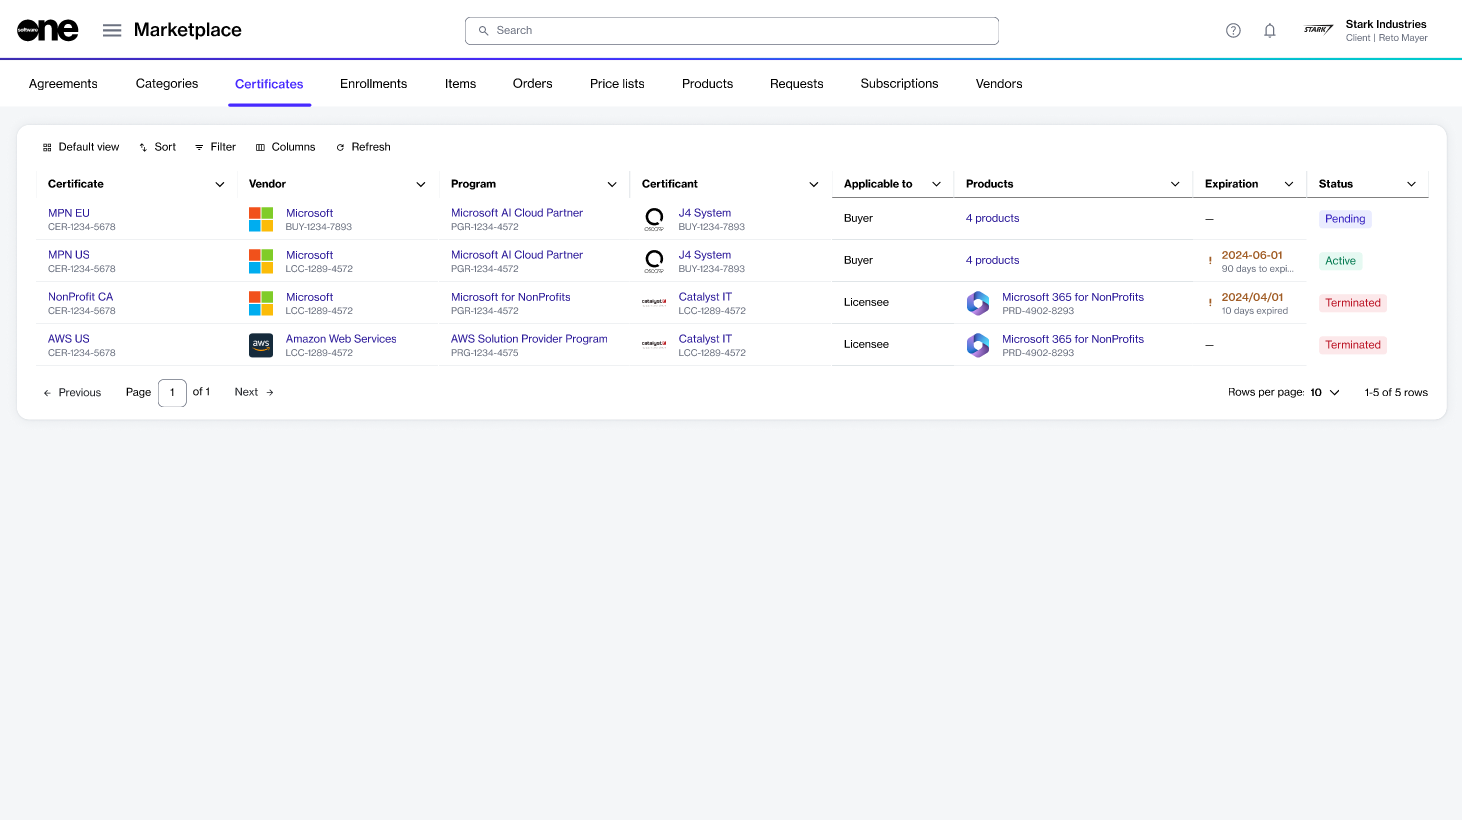 software one
Marketplace
Search
Stark Industries
Client | Reto Mayer
STARK
Agreements
Categories
Certificates
Enrollments
Items
Orders
Price lists
Products
Requests
Subscriptions
Vendors
Default view
Sort
Filter
Columns
Refresh
Certificate
Vendor
Program
Certificant
Applicable to
Products
Expiration
Status
MPN EU
CER-1234-5678
Microsoft
BUY-1234-7893
Microsoft AI Cloud Partner
PGR-1234-4572
J4 System
BUY-1234-7893
Buyer
4 products
—
Pending
MPN US
CER-1234-5678
Microsoft
LCC-1289-4572
Microsoft AI Cloud Partner
PGR-1234-4572
J4 System
BUY-1234-7893
Buyer
4 products
! 2024-06-01
90 days to expi...
Active
NonProfit CA
CER-1234-5678
Microsoft
LCC-1289-4572
Microsoft for NonProfits
PGR-1234-4572
catalyst
Catalyst IT
LCC-1289-4572
Licensee
Microsoft 365 for NonProfits
PRD-4902-8293
! 2024/04/01
10 days expired
Terminated
AWS US
CER-1234-5678
aws
Amazon Web Services
LCC-1289-4572
AWS Solution Provider Program
PRG-1234-4575
catalyst
Catalyst IT
LCC-1289-4572
Licensee
Microsoft 365 for NonProfits
PRD-4902-8293
—
Terminated
Previous
Page 1 of 1
Next
Rows per page: 10
1-5 of 5 rows